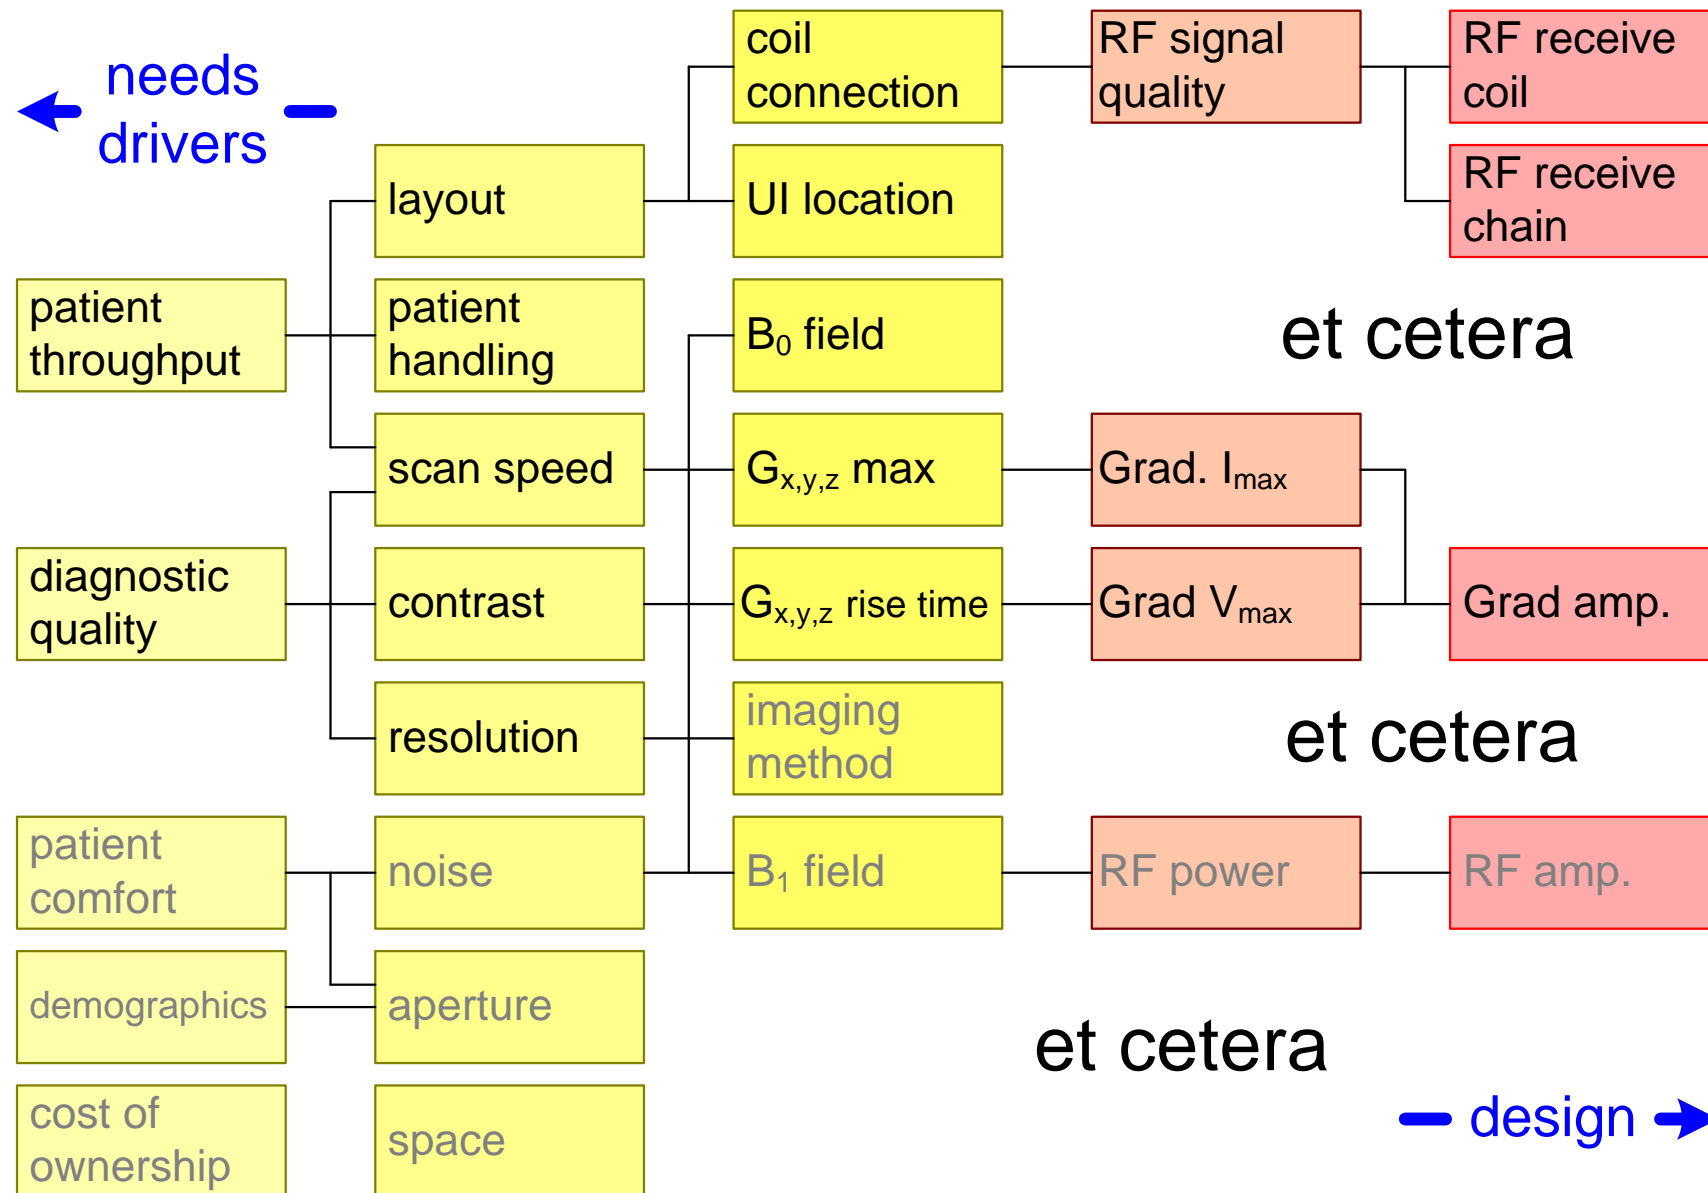 needs
drivers
coil
connection
RF signal
quality
RF receive
coil
layout
UI location
RF receive
chain
patient
throughput
patient
handling
B₀ field
et cetera
scan speed
Gx,y,z max
Grad. Imax
diagnostic
quality
contrast
Gx,y,z rise time
Grad Vmax
Grad amp.
resolution
imaging
method
et cetera
patient
comfort
noise
B₁ field
RF power
RF amp.
demographics
aperture
et cetera
cost of
ownership
space
design